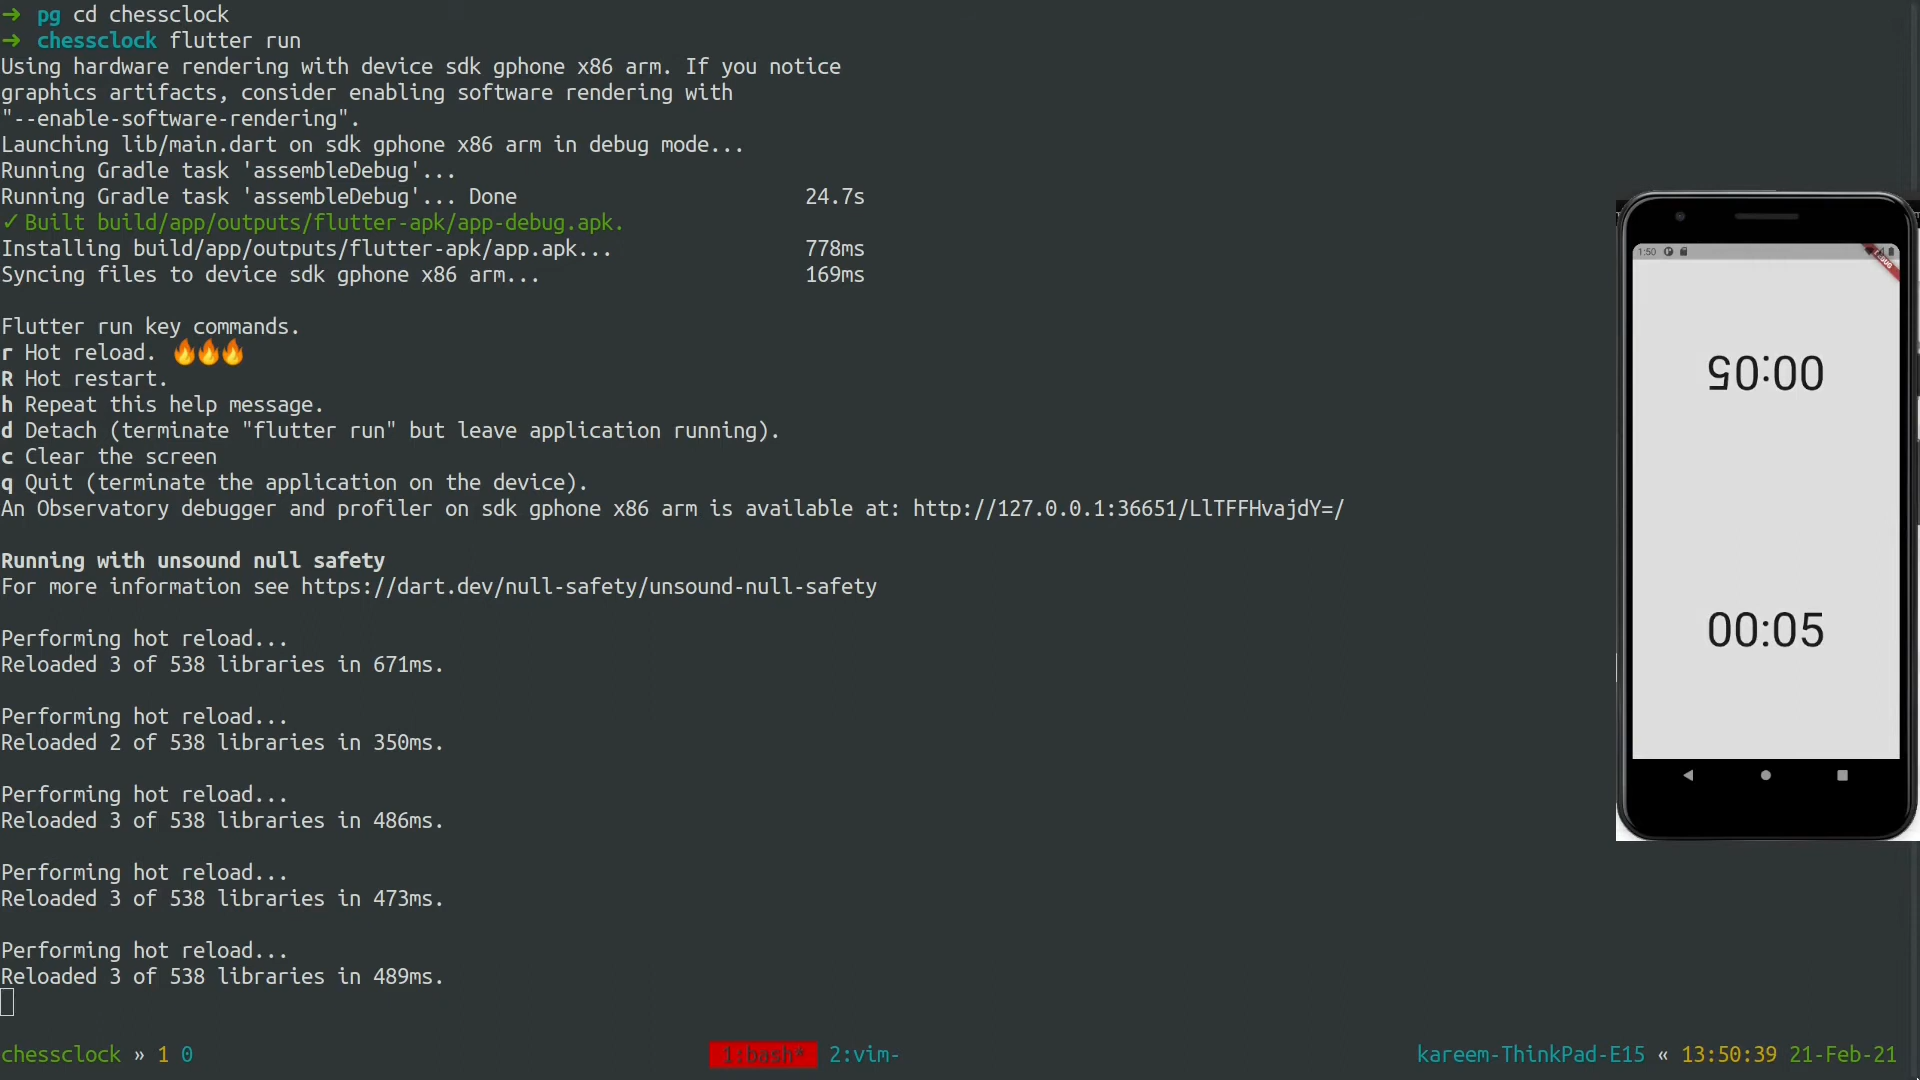 → pg cd chessclock
→ chessclock flutter run
Using hardware rendering with device sdk gphone x86 arm. If you notice
graphics artifacts, consider enabling software rendering with
"--enable-software-rendering".
Launching lib/main.dart on sdk gphone x86 arm in debug mode...
Running Gradle task 'assembleDebug'...
Running Gradle task 'assembleDebug'... Done 24.7s
✓ Built build/app/outputs/flutter-apk/app-debug.apk.
Installing build/app/outputs/flutter-apk/app.apk... 778ms
Syncing files to device sdk gphone x86 arm... 169ms
Flutter run key commands.
r Hot reload. 🔥🔥🔥
R Hot restart.
h Repeat this help message.
d Detach (terminate "flutter run" but leave application running).
c Clear the screen
q Quit (terminate the application on the device).
An Observatory debugger and profiler on sdk gphone x86 arm is available at: http://127.0.0.1:36651/LlTFFHvajdY=/
Running with unsound null safety
For more information see https://dart.dev/null-safety/unsound-null-safety
Performing hot reload...
Reloaded 3 of 538 libraries in 671ms.
Performing hot reload...
Reloaded 2 of 538 libraries in 350ms.
Performing hot reload...
Reloaded 3 of 538 libraries in 486ms.
Performing hot reload...
Reloaded 3 of 538 libraries in 473ms.
Performing hot reload...
Reloaded 3 of 538 libraries in 489ms.
chessclock » 1 0 1:bash* 2:vim- kareem-ThinkPad-E15 « 13:50:39 21-Feb-21
1:50
DEBUG
00:05
00:05